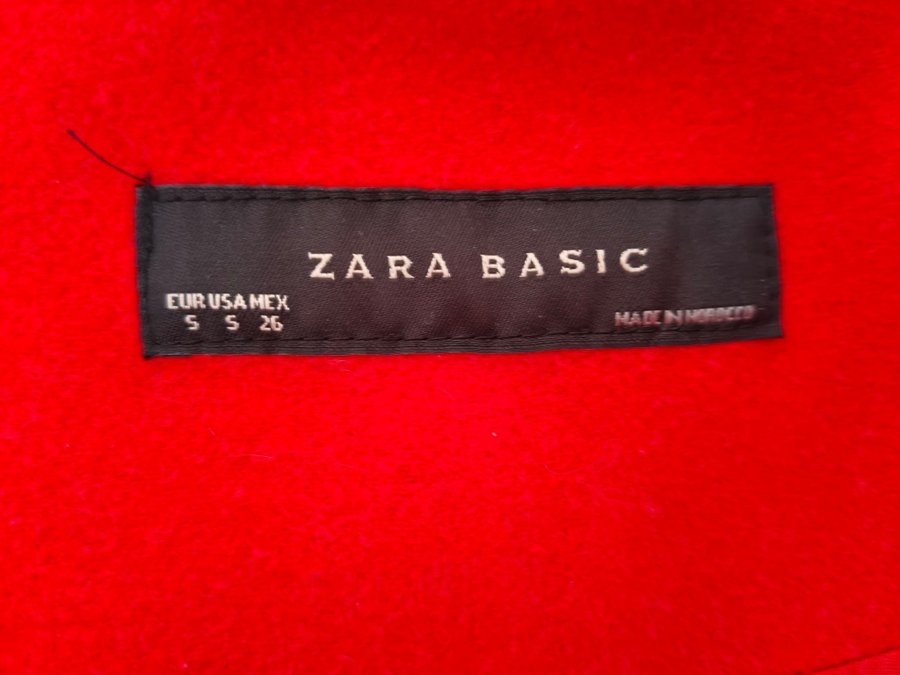 ZARA BASIC
EUR USA MEX
S S 26
MADE IN MOROCCO